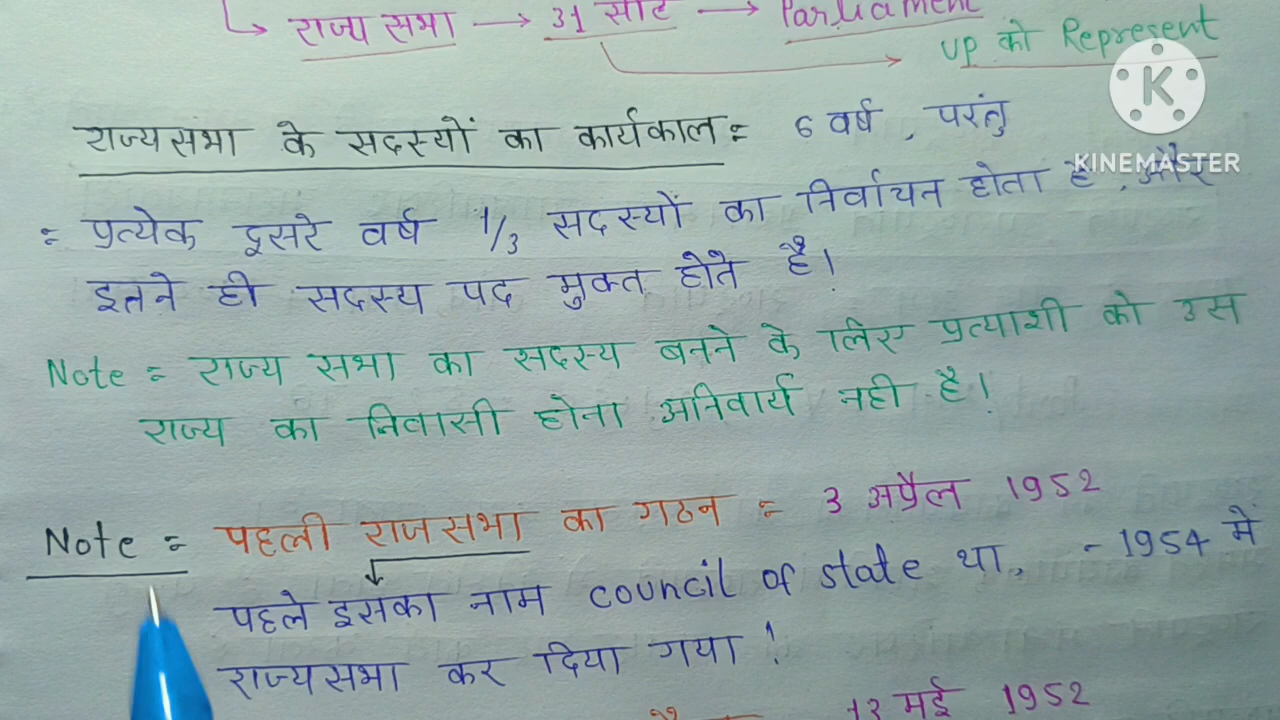 ↳ राज्य सभा → 31 सीट → Parliament
UP को Represent
राज्यसभा के सदस्यों का कार्यकाल = 6 वर्ष , परंतु
KINEMASTER
= प्रत्येक दुसरे वर्ष 1/3 सदस्यों का निर्वाचन होता है , और
इतने ही सदस्य पद मुक्त होते है।
Note = राज्य सभा का सदस्य बनने के लिए प्रत्याशी को उस
राज्य का निवासी होना अनिवार्य नही है।
Note = पहली राजसभा का गठन = 3 अप्रैल 1952
पहले इसका नाम council of state था, - 1954 में
राज्यसभा कर दिया गया !
13 मई 1952